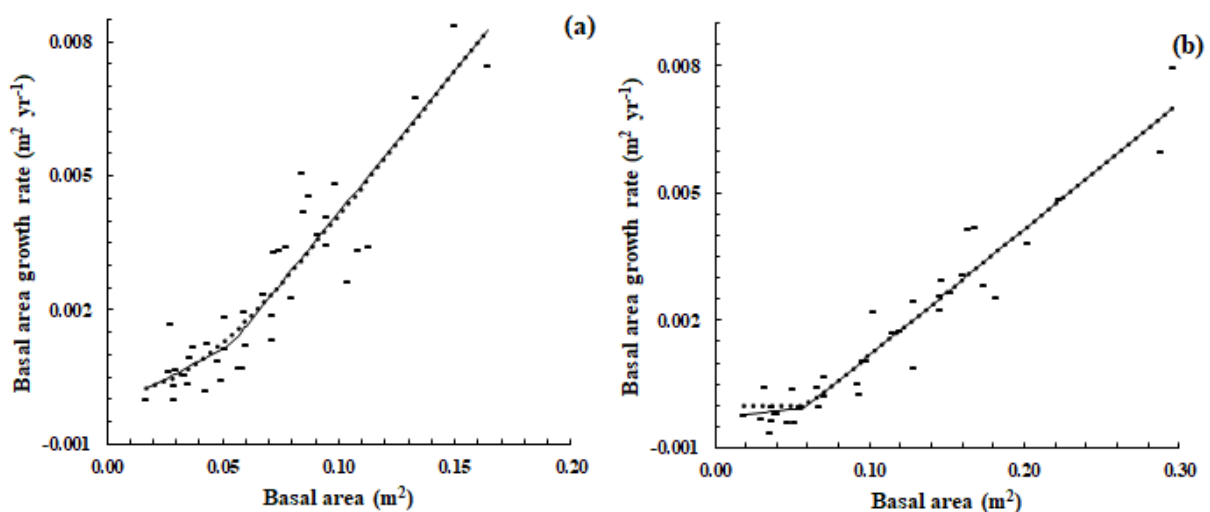 (a)
Basal area growth rate (m² yr⁻¹)
0.008
0.005
0.002
-0.001
0.00 0.05 0.10 0.15 0.20
Basal area (m²)
(b)
Basal area growth rate (m² yr⁻¹)
0.008
0.005
0.002
-0.001
0.00 0.10 0.20 0.30
Basal area (m²)